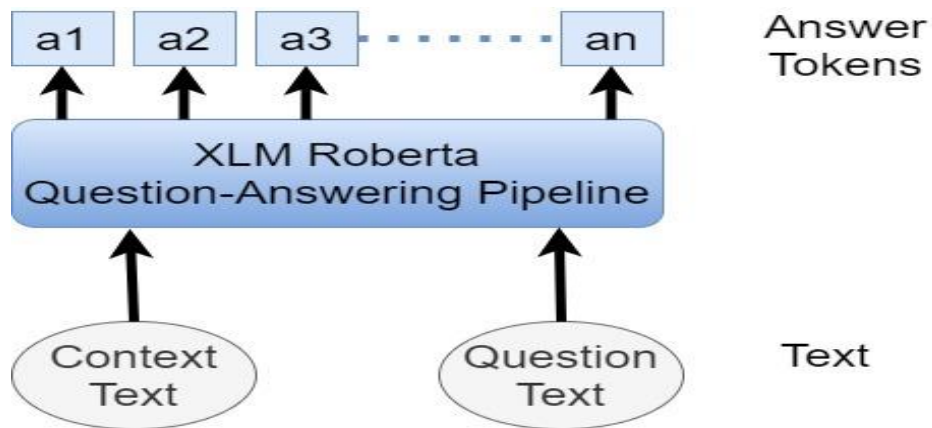 a1 a2 a3 an
Answer
Tokens
XLM Roberta
Question-Answering Pipeline
Context
Text
Question
Text
Text